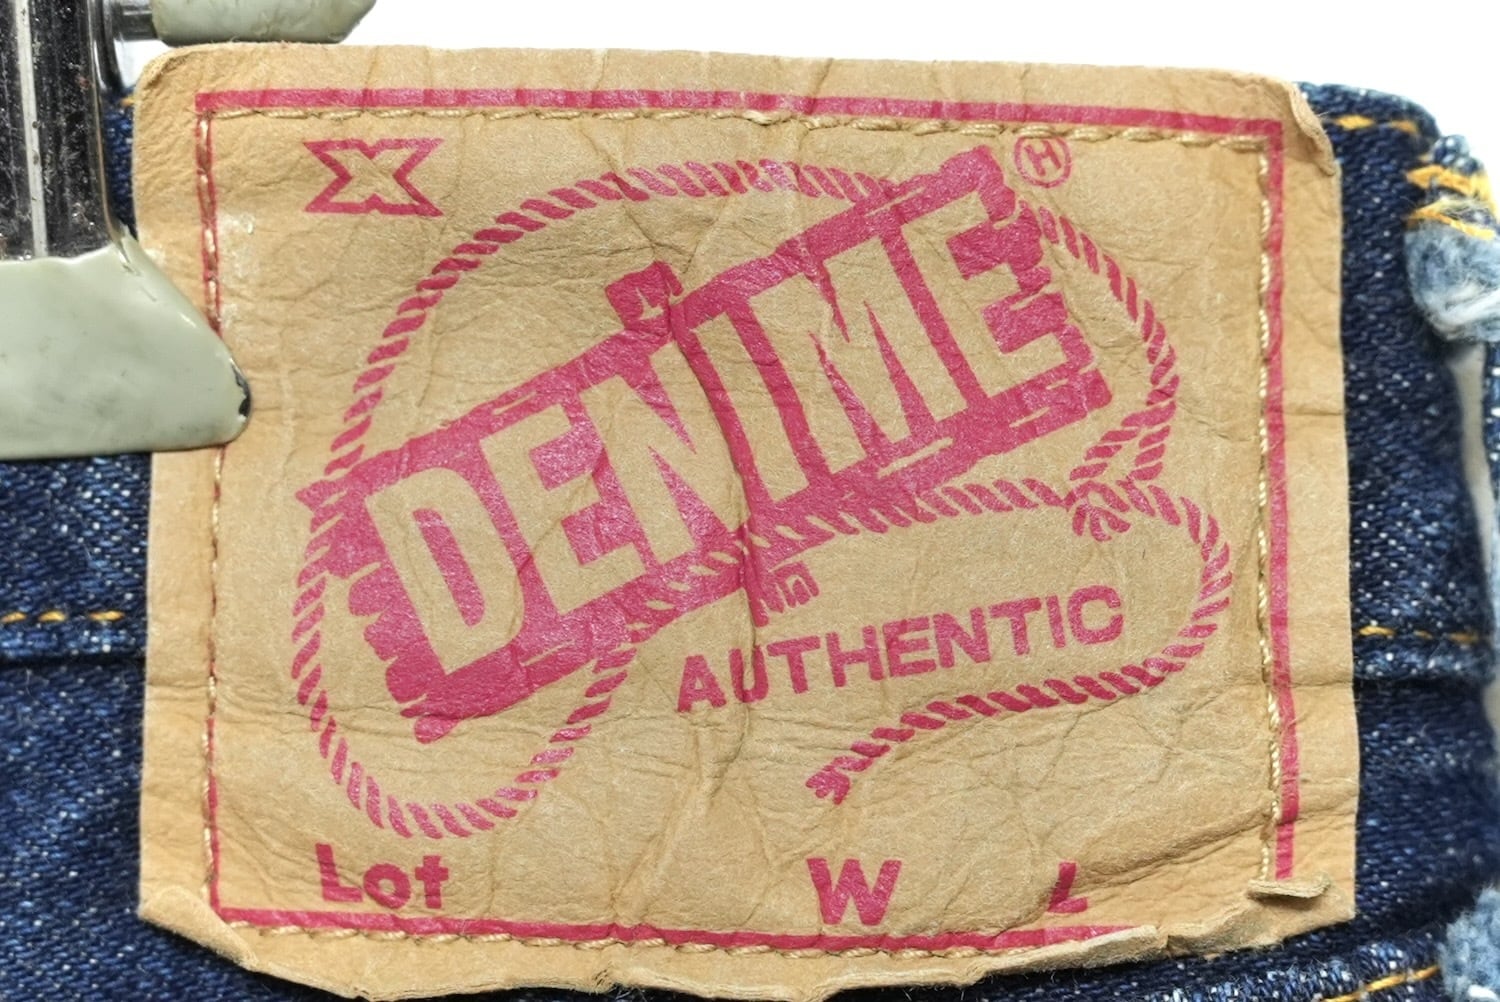 X
DENIME Ⓗ
AUTHENTIC
Lot W L